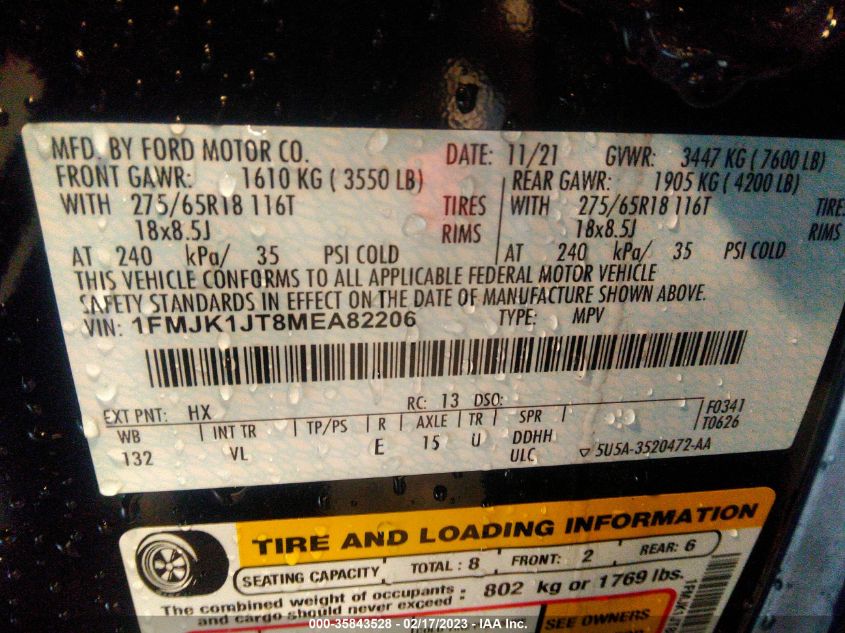 MFD. BY FORD MOTOR CO. DATE: 11/21 GVWR: 3447 KG ( 7600 LB)
FRONT GAWR: 1610 KG ( 3550 LB) REAR GAWR: 1905 KG ( 4200 LB)
WITH 275/65R18 116T TIRES WITH 275/65R18 116T TIRES
18x8.5J RIMS 18x8.5J RIMS
AT 240 kPa/ 35 PSI COLD AT 240 kPa/ 35 PSI COLD
THIS VEHICLE CONFORMS TO ALL APPLICABLE FEDERAL MOTOR VEHICLE
SAFETY STANDARDS IN EFFECT ON THE DATE OF MANUFACTURE SHOWN ABOVE.
VIN: 1FMJK1JT8MEA82206 TYPE: MPV
EXT PNT: HX RC: 13 DSO: F0341
WB INT TR TP/PS R AXLE TR SPR T0626
132 VL E 15 U DDHH
ULC 5U5A-3520472-AA
TIRE AND LOADING INFORMATION
SEATING CAPACITY TOTAL : 8 FRONT: 2 REAR: 6
The combined weight of occupants : 802 kg or 1769 lbs.
and cargo should never exceed
SEE OWNERS
000-35843528 - 02/17/2023 - IAA Inc.